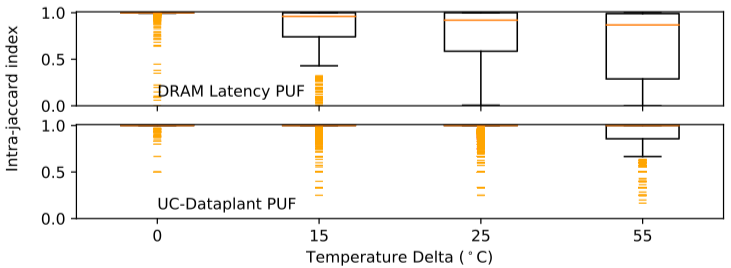 Intra-jaccard index
1.0
0.5
0.0
DRAM Latency PUF
1.0
0.5
0.0
UC-Dataplant PUF
0 15 25 55
Temperature Delta (°C)